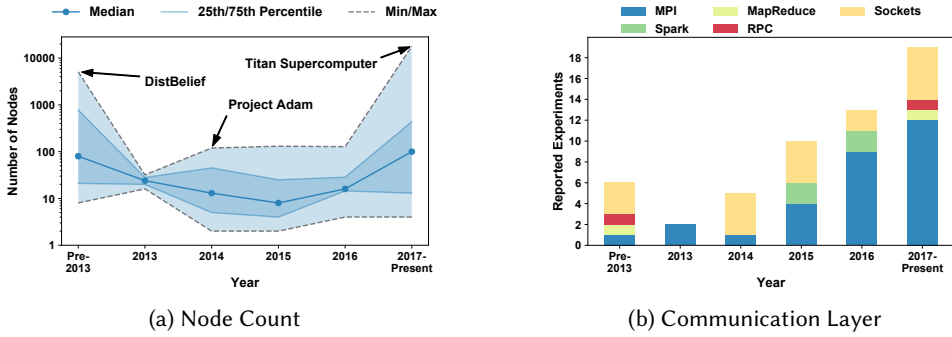 Median 25th/75th Percentile Min/Max
Number of Nodes
10000
1000
100
10
1
DistBelief
Project Adam
Titan Supercomputer
Pre-
2013 2013 2014 2015 2016 2017-
Present
Year
(a) Node Count
MPI MapReduce Sockets
Spark RPC
Reported Experiments
18
16
14
12
10
8
6
4
2
0
Pre-
2013 2013 2014 2015 2016 2017-
Present
Year
(b) Communication Layer